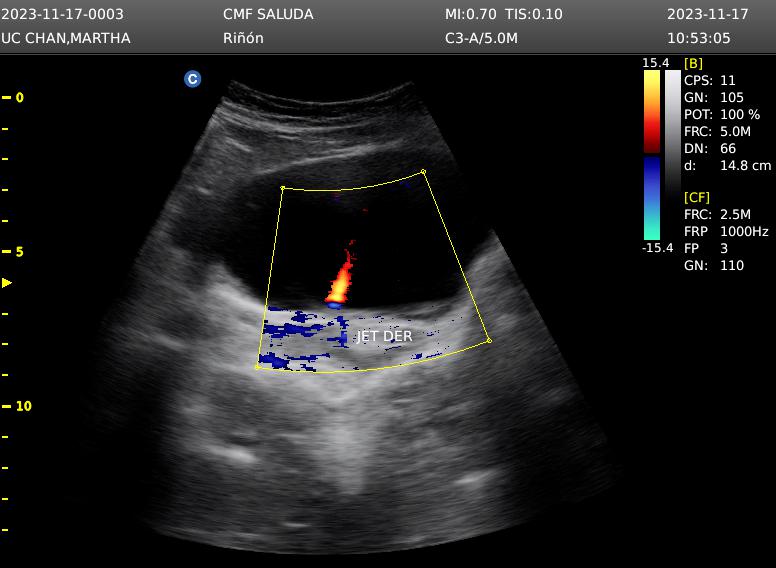 2023-11-17-0003 CMF SALUDA MI:0.70 TIS:0.10 2023-11-17
UC CHAN,MARTHA Riñón C3-A/5.0M 10:53:05
C
15.4 [B]
CPS: 11
GN: 105
POT: 100 %
FRC: 5.0M
DN: 66
d: 14.8 cm
[CF]
FRC: 2.5M
FRP 1000Hz
FP 3
-15.4 GN: 110
0
5
JET DER
10